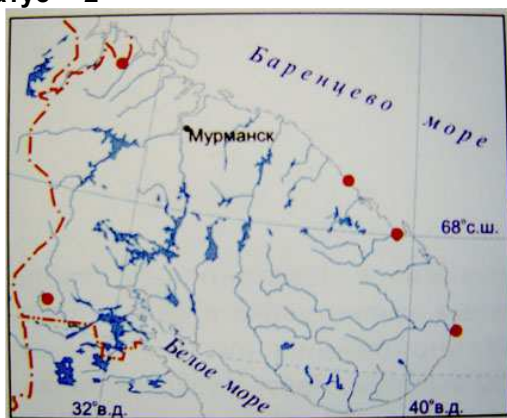 Баренцево море
Мурманск
68°с.ш.
Белое море
32°в.д.
40°в.д.